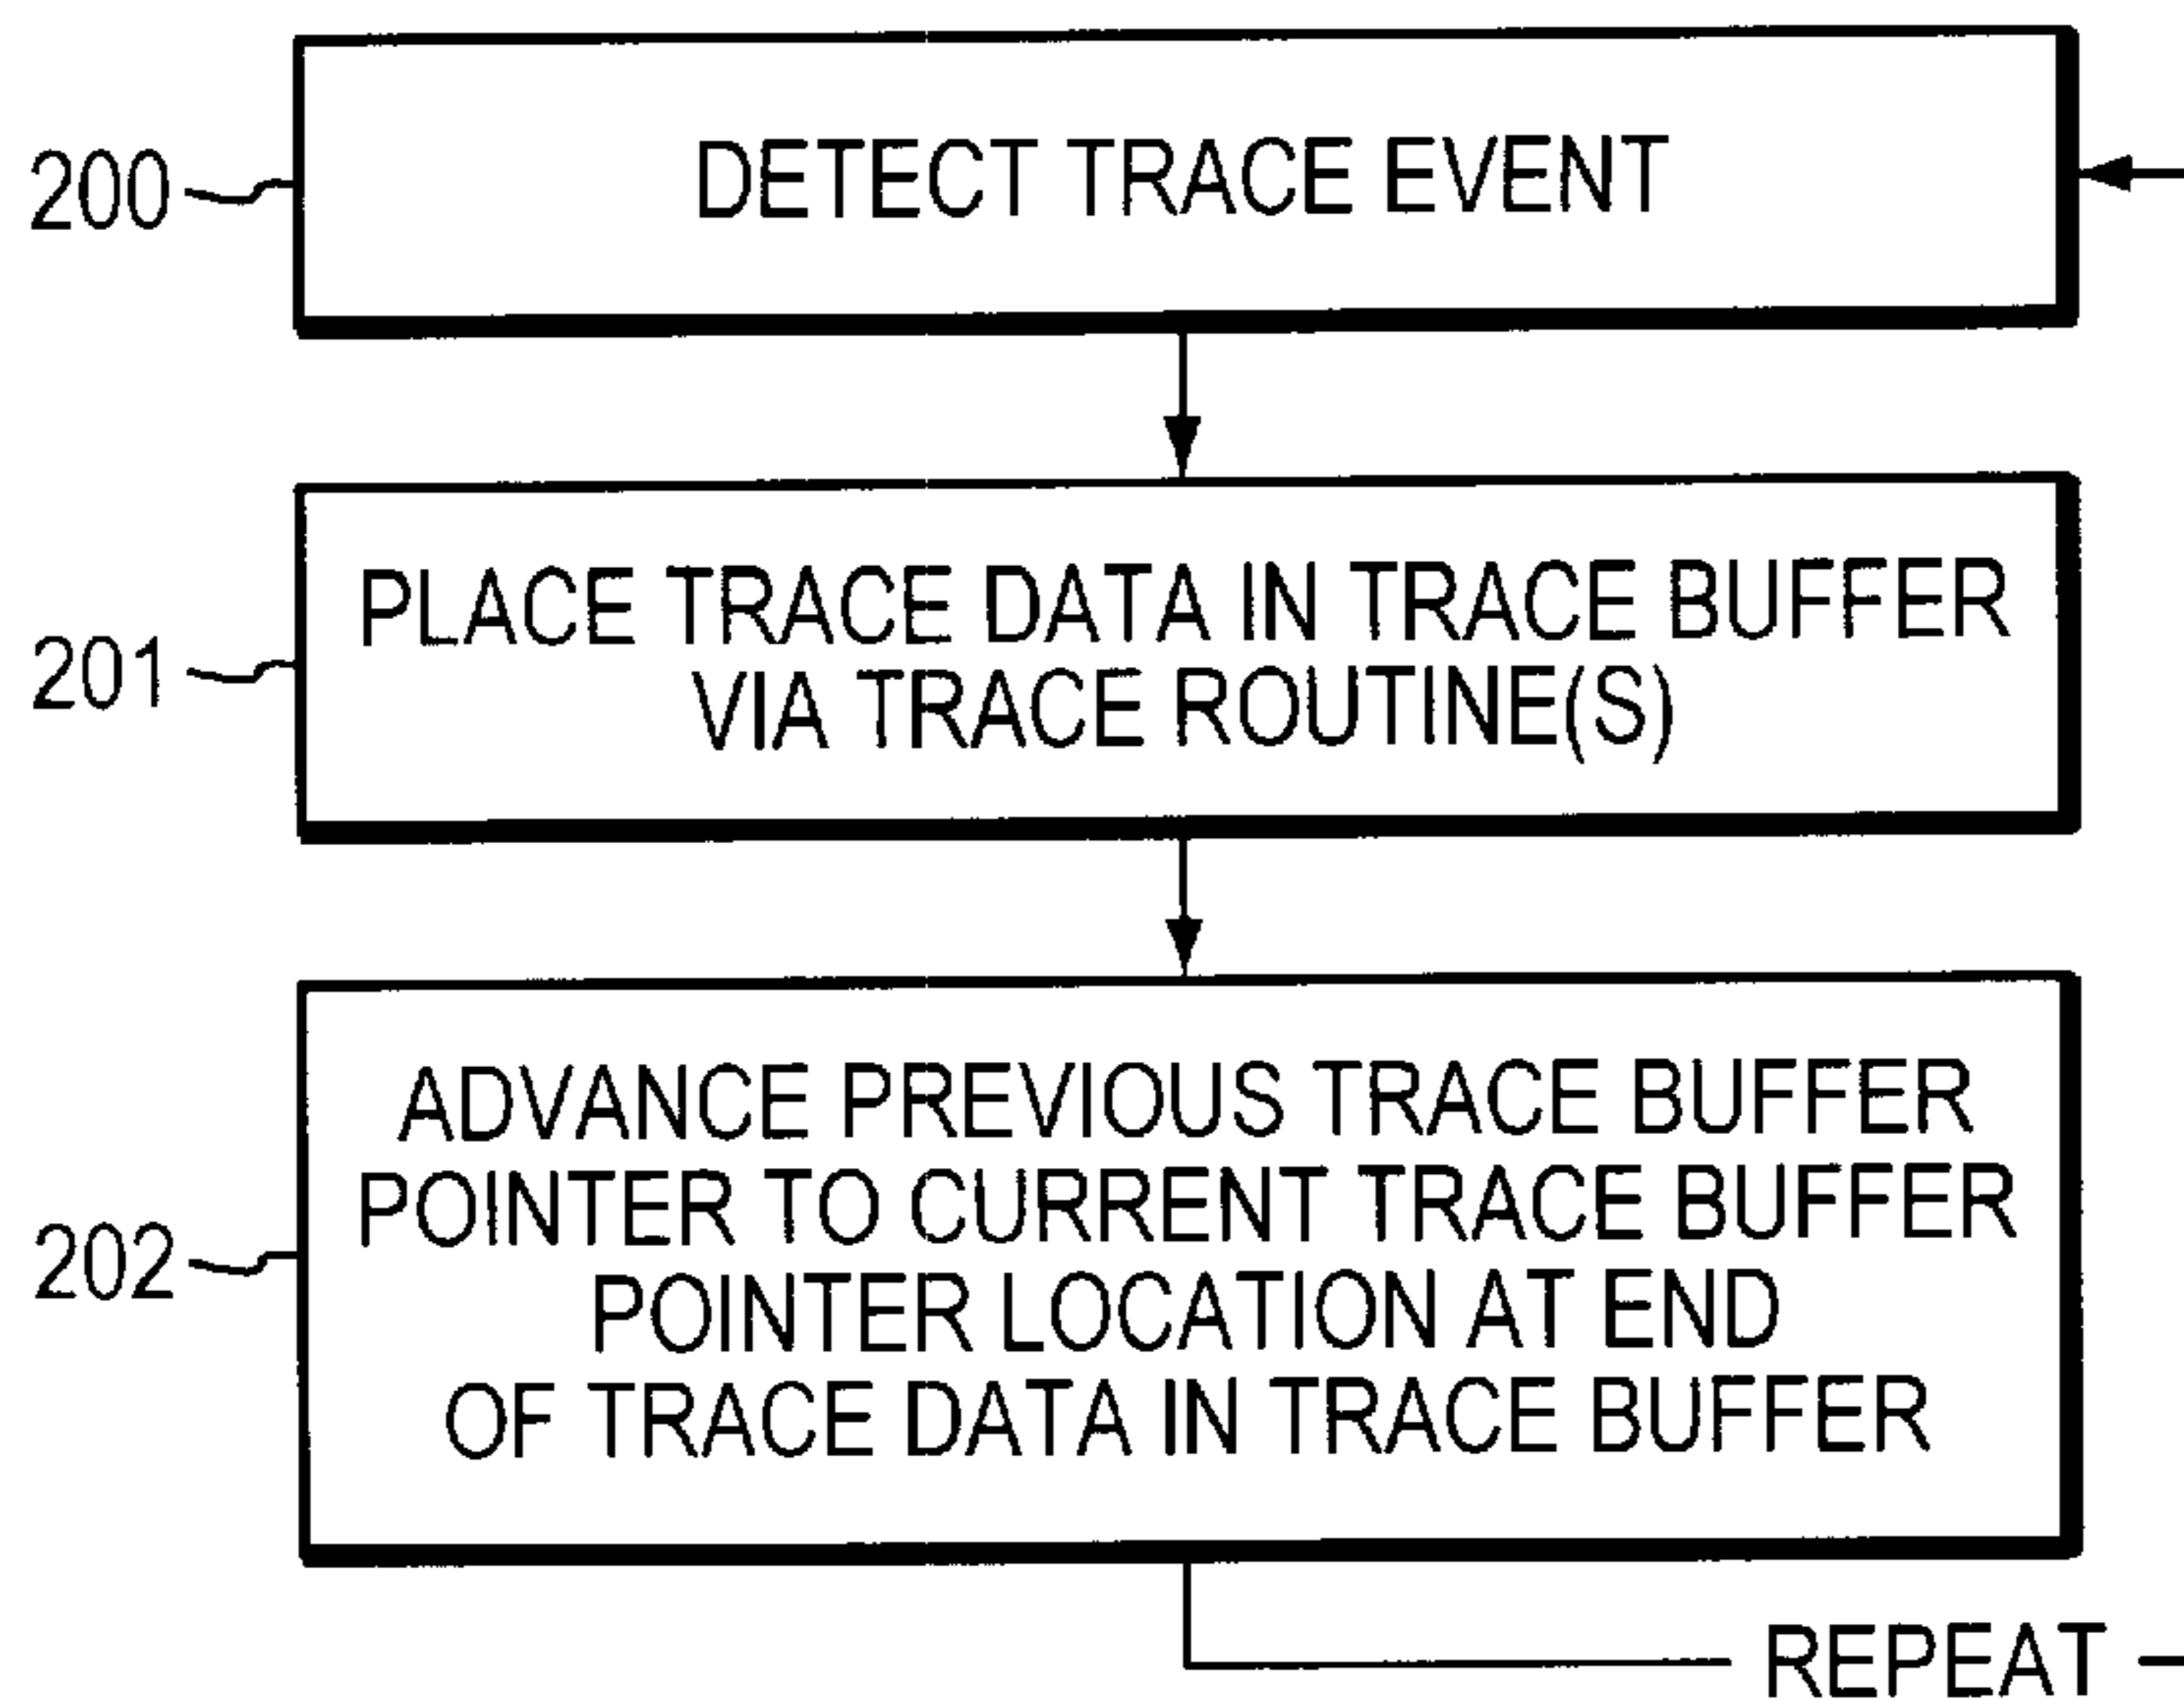 200
DETECT TRACE EVENT
201
PLACE TRACE DATA IN TRACE BUFFER
VIA TRACE ROUTINE(S)
202
ADVANCE PREVIOUS TRACE BUFFER
POINTER TO CURRENT TRACE BUFFER
POINTER LOCATION AT END
OF TRACE DATA IN TRACE BUFFER
REPEAT